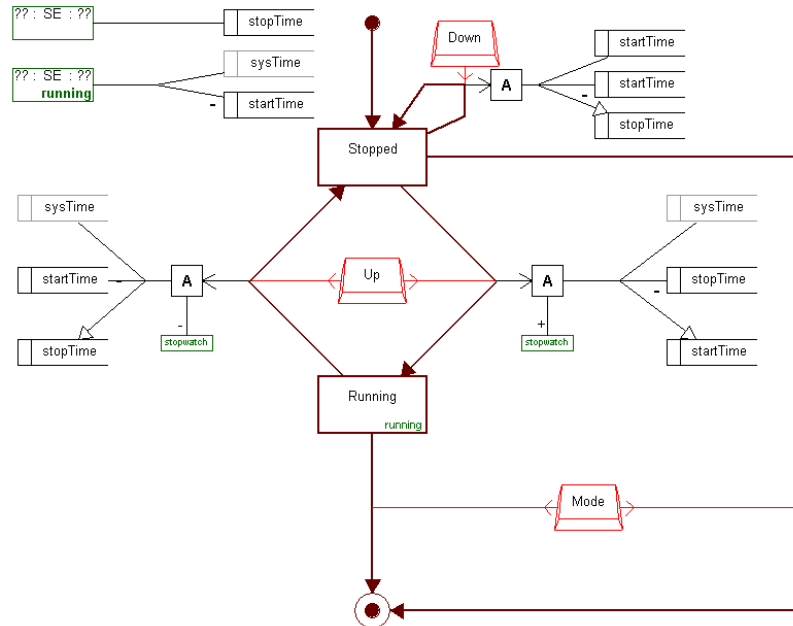 ?? : SE : ??
stopTime
Down
startTime
sysTime
?? : SE : ??
running
-
startTime
A
startTime
-
stopTime
Stopped
sysTime
sysTime
startTime
-
A
Up
A
stopTime
-
-
stopwatch
+
stopwatch
stopTime
startTime
Running
running
Mode